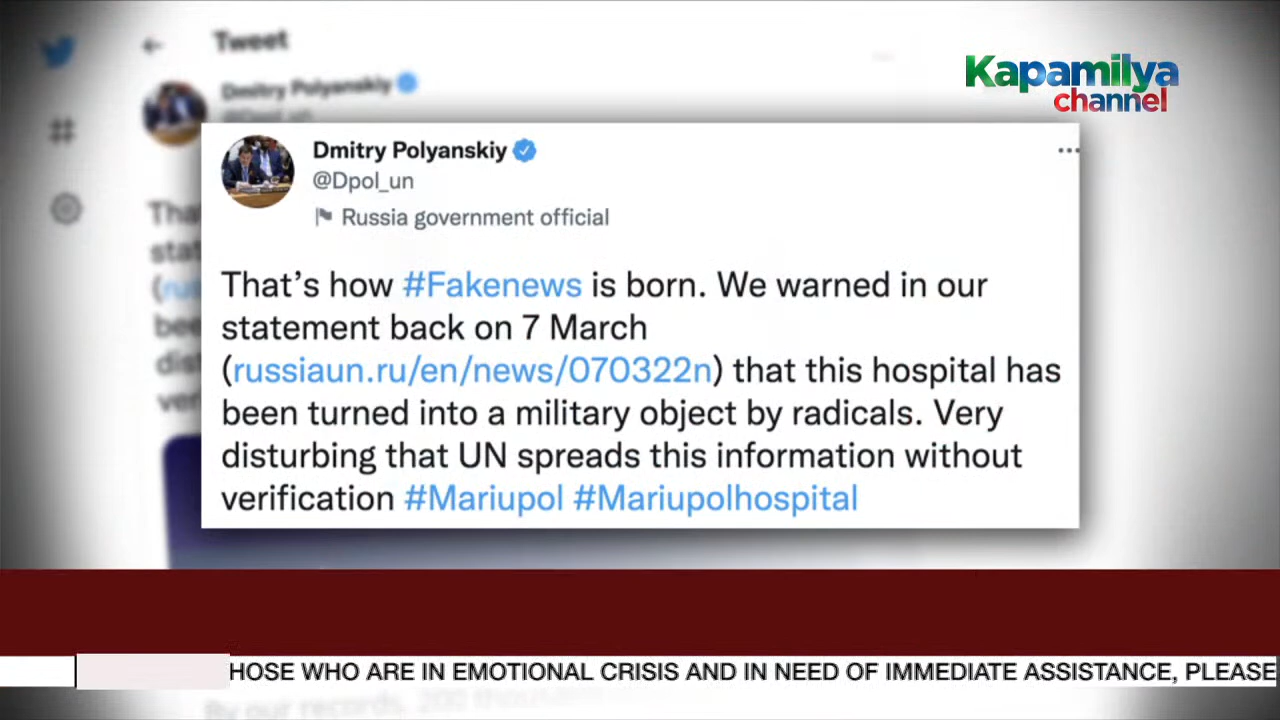 Tweet
Dmitry Polyanskiy
Kapamilya
channel
Dmitry Polyanskiy
@Dpol_un
Russia government official
That's how #Fakenews is born. We warned in our
statement back on 7 March
(russiaun.ru/en/news/070322n) that this hospital has
been turned into a military object by radicals. Very
disturbing that UN spreads this information without
verification #Mariupol #Mariupolhospital
HOSE WHO ARE IN EMOTIONAL CRISIS AND IN NEED OF IMMEDIATE ASSISTANCE, PLEASE